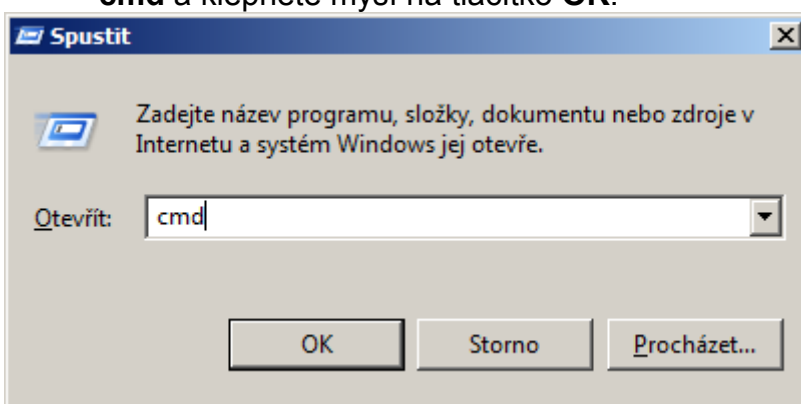 cmd a klepněte myší na tlačítko OK.
Spustit
Zadejte název programu, složky, dokumentu nebo zdroje v
Internetu a systém Windows jej otevře.
Otevřít: cmd
OK Storno Procházet...